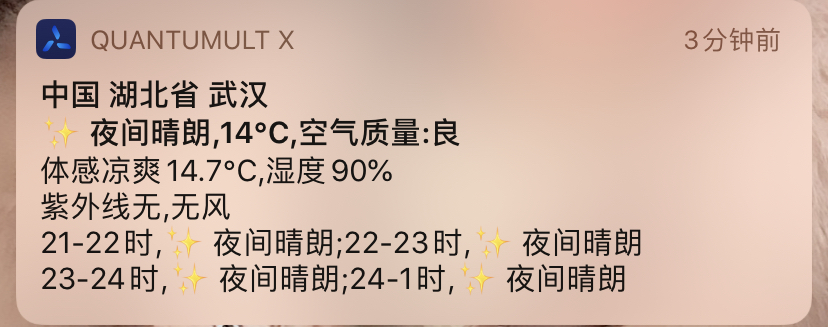 QUANTUMULT X 3分钟前
中国 湖北省 武汉
✨ 夜间晴朗,14°C,空气质量:良
体感凉爽14.7°C,湿度90%
紫外线无,无风
21-22时,✨ 夜间晴朗;22-23时,✨ 夜间晴朗
23-24时,✨ 夜间晴朗;24-1时,✨ 夜间晴朗